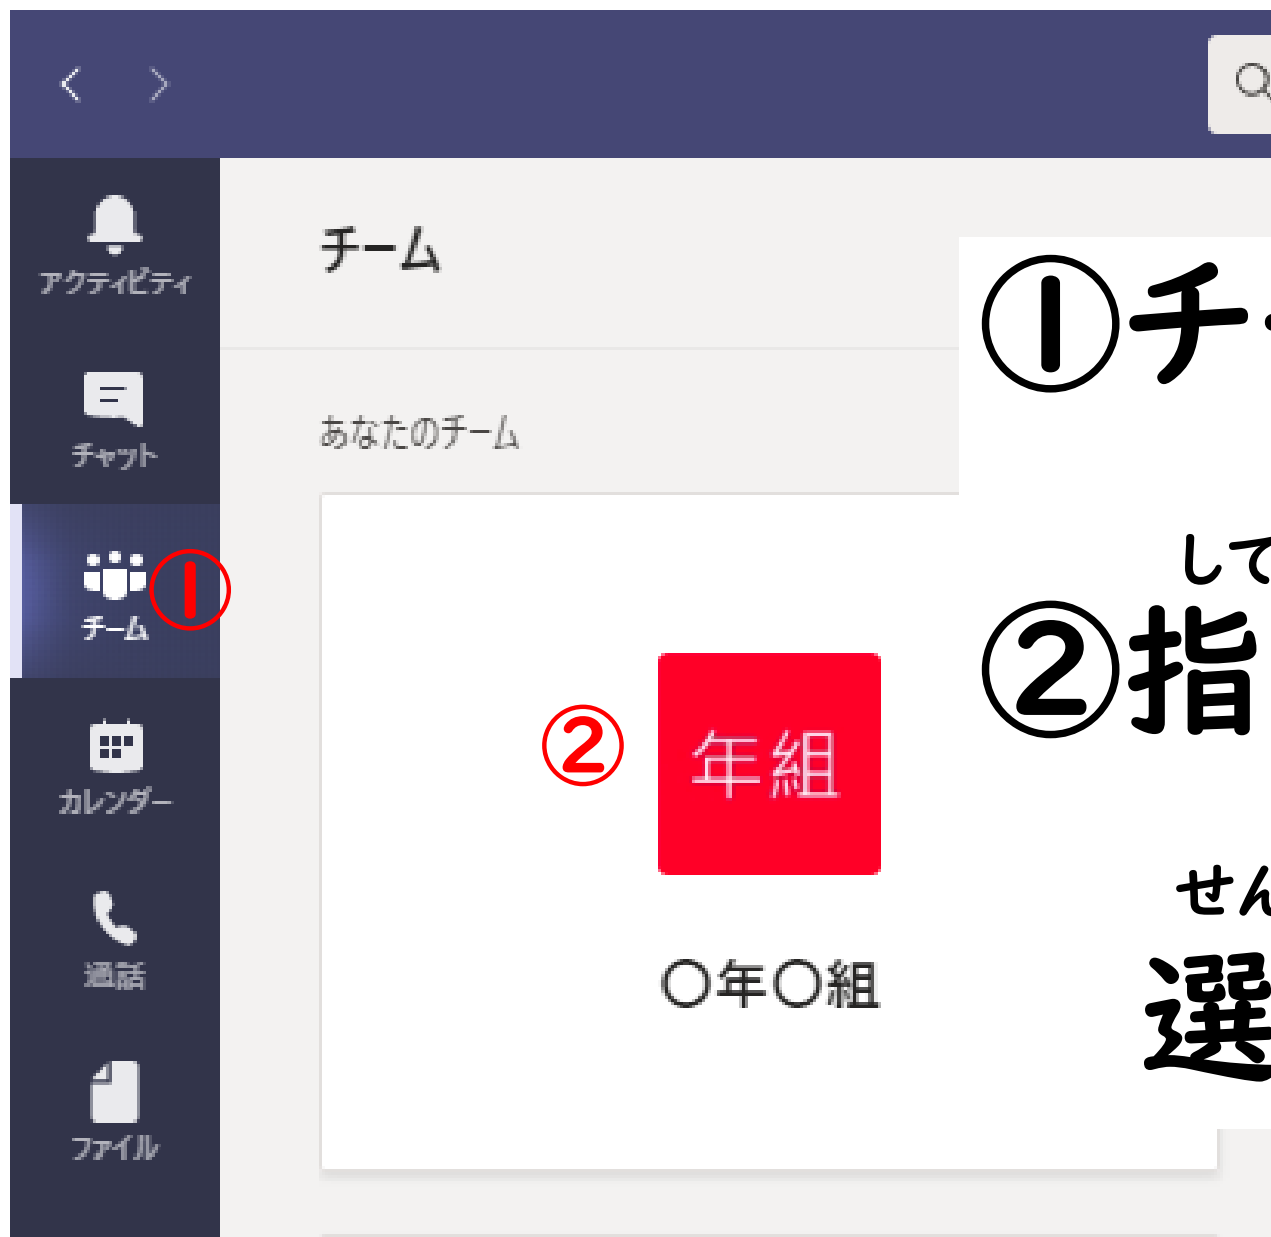 アクティビティ
チャット
チーム
①
カレンダー
通話
ファイル
チーム
あなたのチーム
②
年組
〇年〇組
①チ
して
②指
せん
選